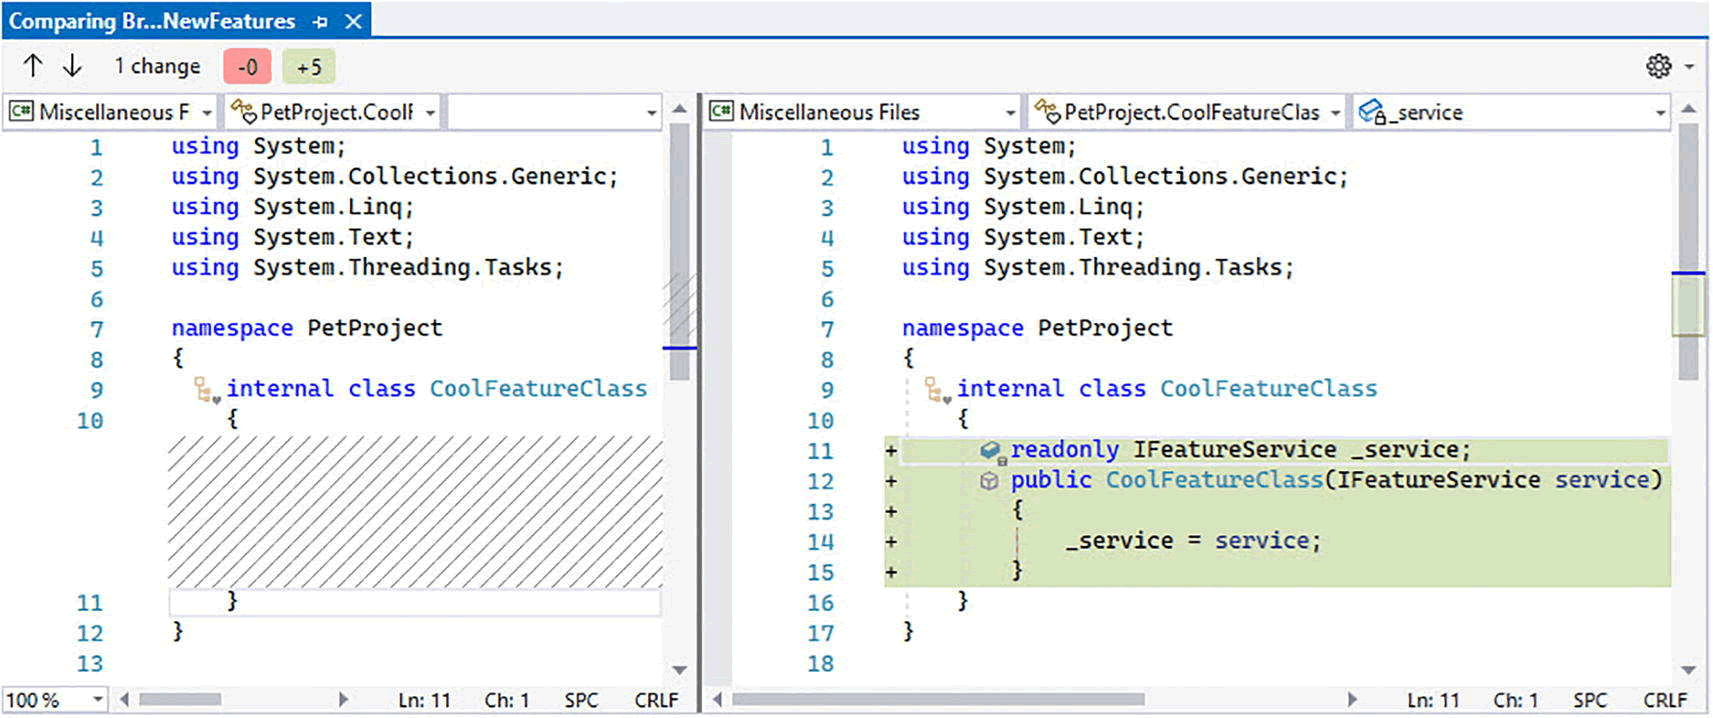 Comparing Br...NewFeatures
1 change -0 +5
C# Miscellaneous F PetProject.CoolF
1 using System;
2 using System.Collections.Generic;
3 using System.Linq;
4 using System.Text;
5 using System.Threading.Tasks;
6
7 namespace PetProject
8 {
9 internal class CoolFeatureClass
10 {
11 }
12 }
13
100 % Ln: 11 Ch: 1 SPC CRLF
C# Miscellaneous Files PetProject.CoolFeatureClas _service
1 using System;
2 using System.Collections.Generic;
3 using System.Linq;
4 using System.Text;
5 using System.Threading.Tasks;
6
7 namespace PetProject
8 {
9 internal class CoolFeatureClass
10 {
11 + readonly IFeatureService _service;
12 + public CoolFeatureClass(IFeatureService service)
13 + {
14 + _service = service;
15 + }
16 }
17 }
18
Ln: 11 Ch: 1 SPC CRLF